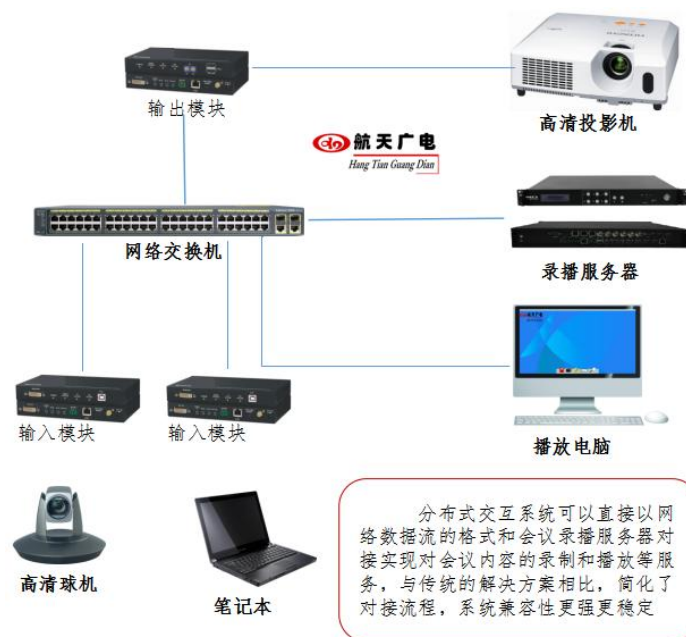 输出模块
高清投影机
航天广电
Hang Tian Guang Dian
网络交换机
录播服务器
输入模块
输入模块
播放电脑
高清球机
笔记本
分布式交互系统可以直接以网
络数据流的格式和会议录播服务器对
接实现对会议内容的录制和播放等服
务，与传统的解决方案相比，简化了
对接流程，系统兼容性更强更稳定